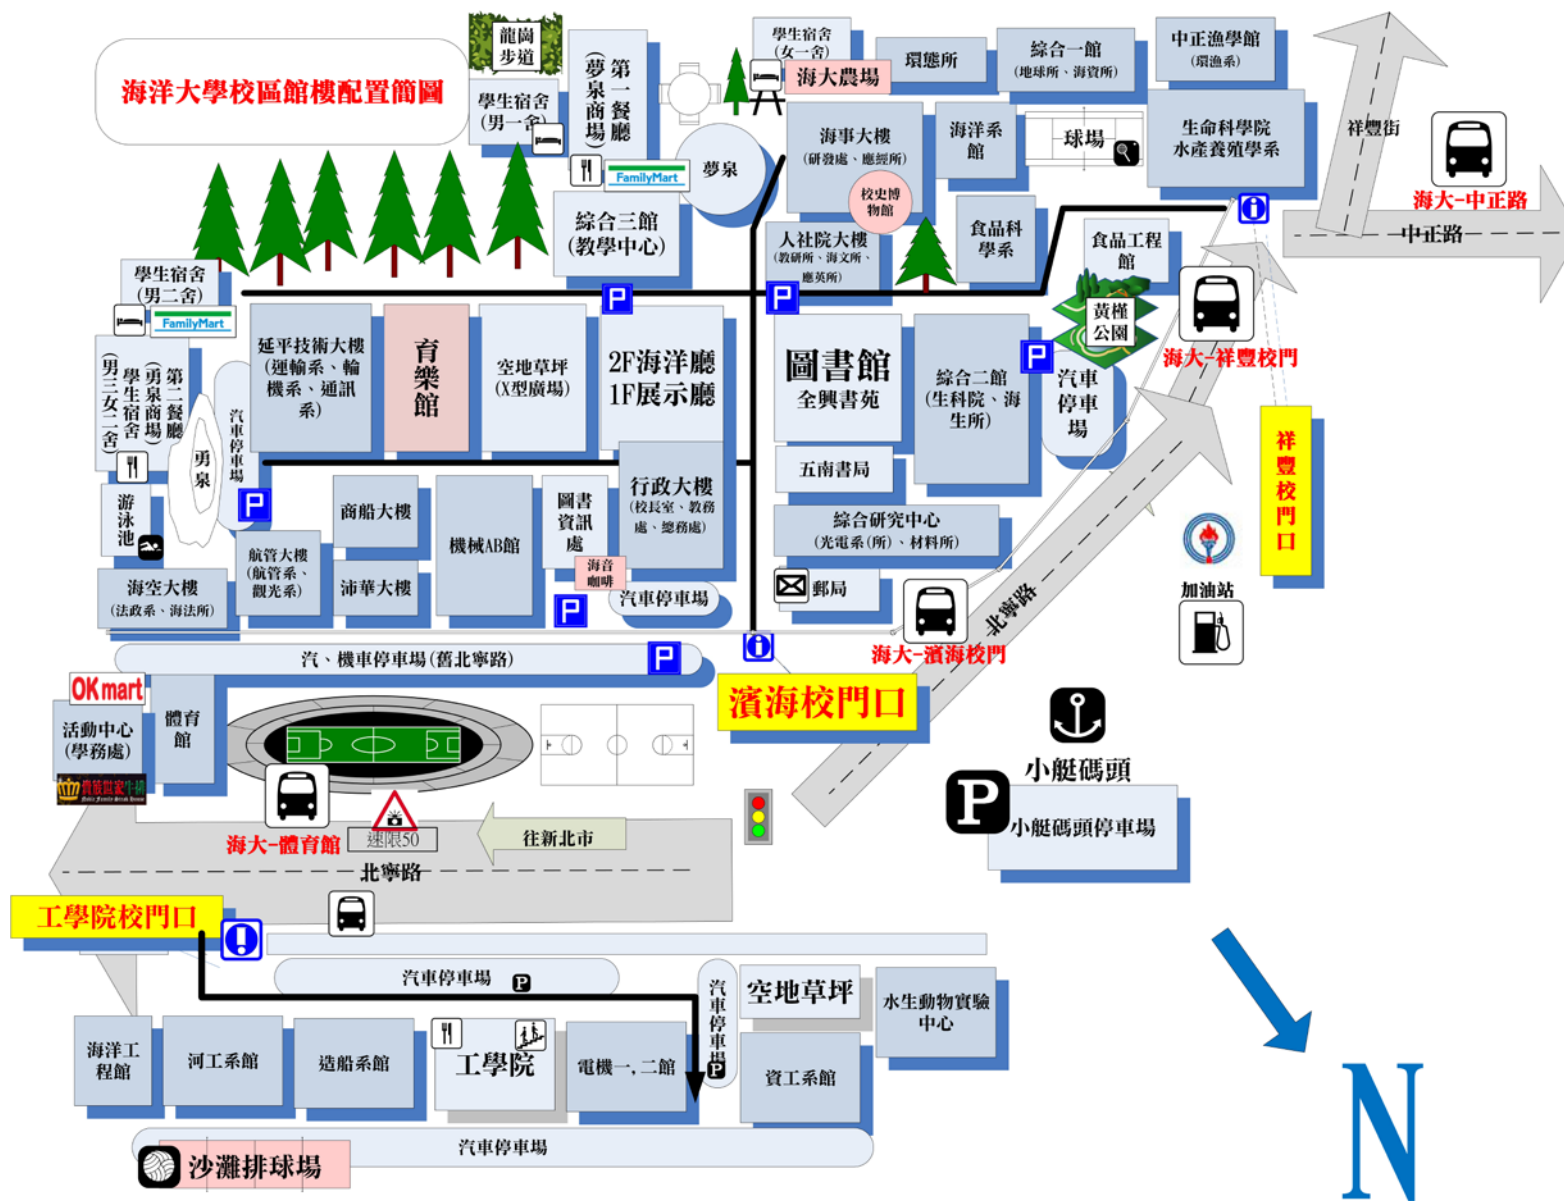 海洋大學校區館樓配置簡圖
龍崗
步道
學生宿舍
(男一舍)
第一餐廳
(夢泉商場)
FamilyMart
夢泉
綜合三館
(教學中心)
學生宿舍
(女一舍)
海大農場
環態所
綜合一館
(地球所、海資所)
中正漁學館
(環漁系)
海事大樓
(研發處、應經所)
校史博
物館
海洋系
館
球場
生命科學院
水產養殖學系
人社院大樓
(教研所、海文所、
應英所)
食品科
學系
食品工程
館
祥豐街
海大-中正路
中正路
學生宿舍
(男二舍)
FamilyMart
第二餐廳
(勇泉商場)
學生宿舍
(男三女二舍)
勇泉
汽車停車場
延平技術大樓
(運輸系、輪
機系、通訊
系)
育樂館
空地草坪
(X型廣場)
2F海洋廳
1F展示廳
P
P
圖書館
全興書苑
綜合二館
(生科院、海
生所)
P
黃槿
公園
汽車
停車
場
海大-祥豐校門
祥豐校門口
游泳池
P
商船大樓
航管大樓
(航管系、
觀光系)
沛華大樓
機械AB館
圖書
資訊
處
海音
咖啡
行政大樓
(校長室、教務
處、總務處)
汽車停車場
P
五南書局
綜合研究中心
(光電系(所)、材料所)
郵局
海空大樓
(法政系、海法所)
汽、機車停車場(舊北寧路)
P
海大-濱海校門
北寧路
加油站
濱海校門口
OKmart
活動中心
(學務處)
貴族世家牛排
Noble Family Steak House
體育
館
海大-體育館
速限50
往新北市
北寧路
小艇碼頭
P
小艇碼頭停車場
工學院校門口
汽車停車場
P
汽車停車場
P
空地草坪
水生動物實驗
中心
海洋工
程館
河工系館
造船系館
工學院
電機一,二館
資工系館
汽車停車場
沙灘排球場
N